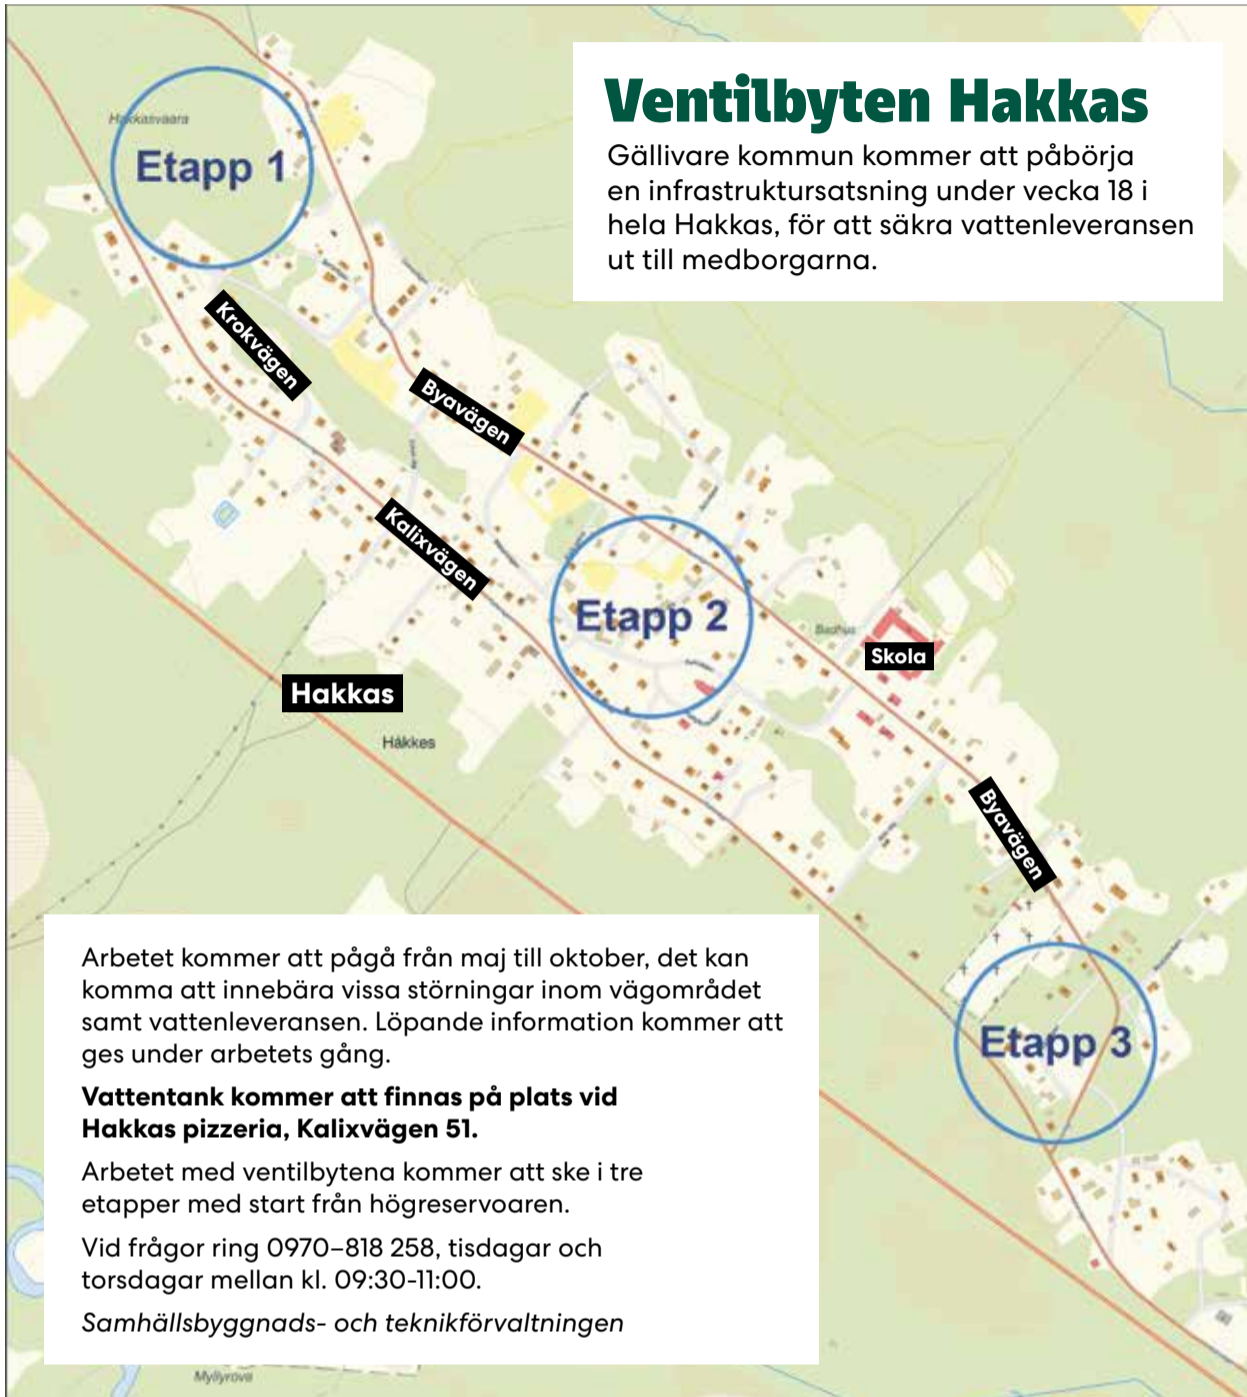 Ventilbyten Hakkas
Gällivare kommun kommer att påbörja
en infrastruktursatsning under vecka 18 i
hela Hakkas, för att säkra vattenleveransen
ut till medborgarna.
Hakkasvaara
Etapp 1
Krokvägen
Byavägen
Kalixvägen
Etapp 2
Badhus
Skola
Hakkas
Håkkes
Byavägen
Etapp 3
Arbetet kommer att pågå från maj till oktober, det kan
komma att innebära vissa störningar inom vägområdet
samt vattenleveransen. Löpande information kommer att
ges under arbetets gång.
Vattentank kommer att finnas på plats vid
Hakkas pizzeria, Kalixvägen 51.
Arbetet med ventilbytena kommer att ske i tre
etapper med start från högreservoaren.
Vid frågor ring 0970–818 258, tisdagar och
torsdagar mellan kl. 09:30-11:00.
Samhällsbyggnads- och teknikförvaltningen
Myllyrova